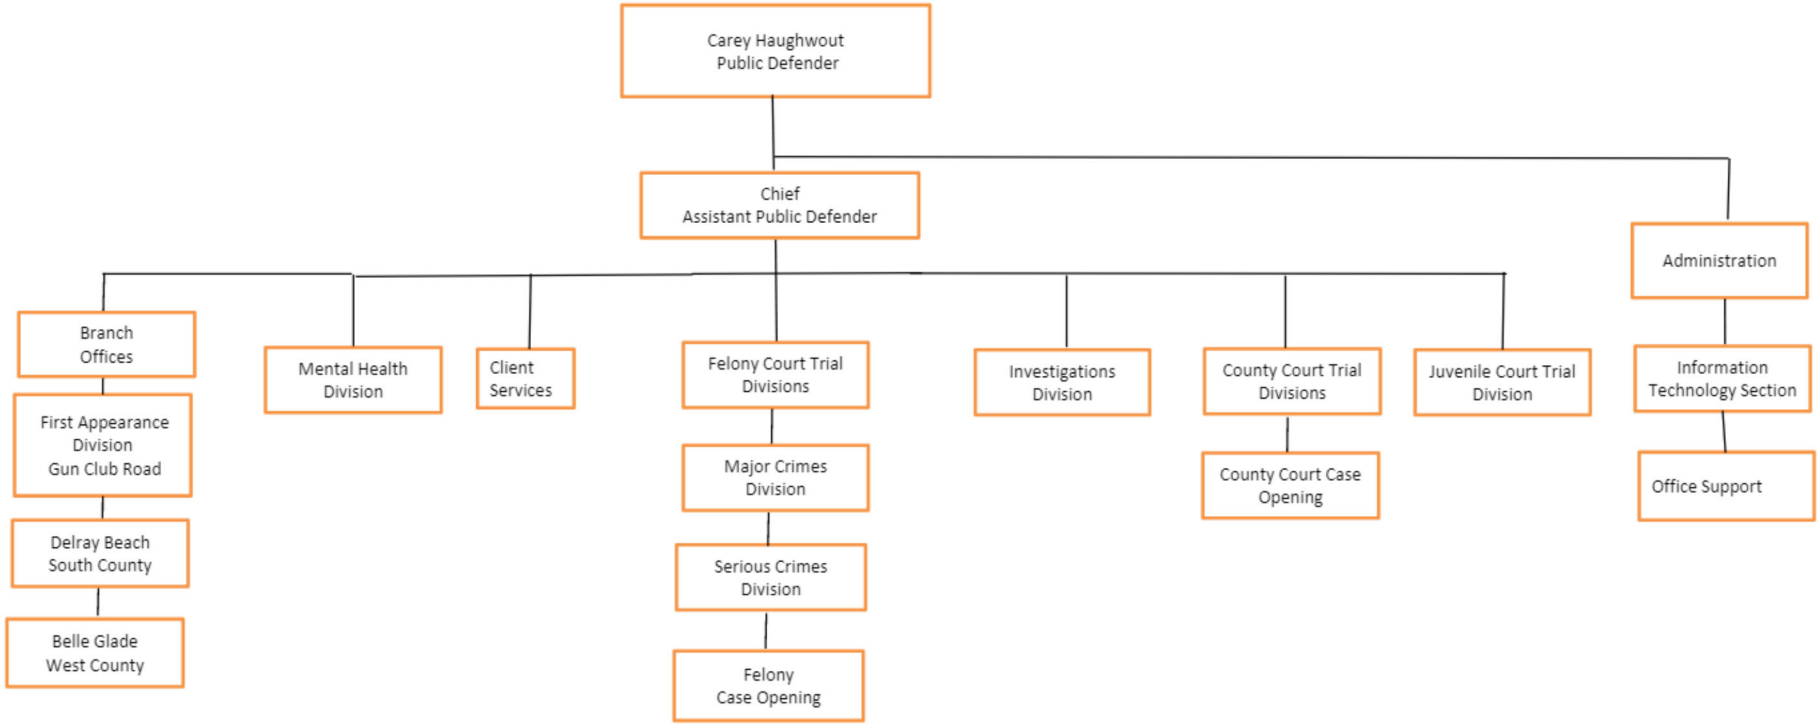 Carey Haughwout
Public Defender
Chief
Assistant Public Defender
Administration
Branch
Offices
Mental Health
Division
Client
Services
Felony Court Trial
Divisions
Investigations
Division
County Court Trial
Divisions
Juvenile Court Trial
Division
Information
Technology Section
First Appearance
Division
Gun Club Road
Major Crimes
Division
County Court Case
Opening
Office Support
Delray Beach
South County
Serious Crimes
Division
Belle Glade
West County
Felony
Case Opening